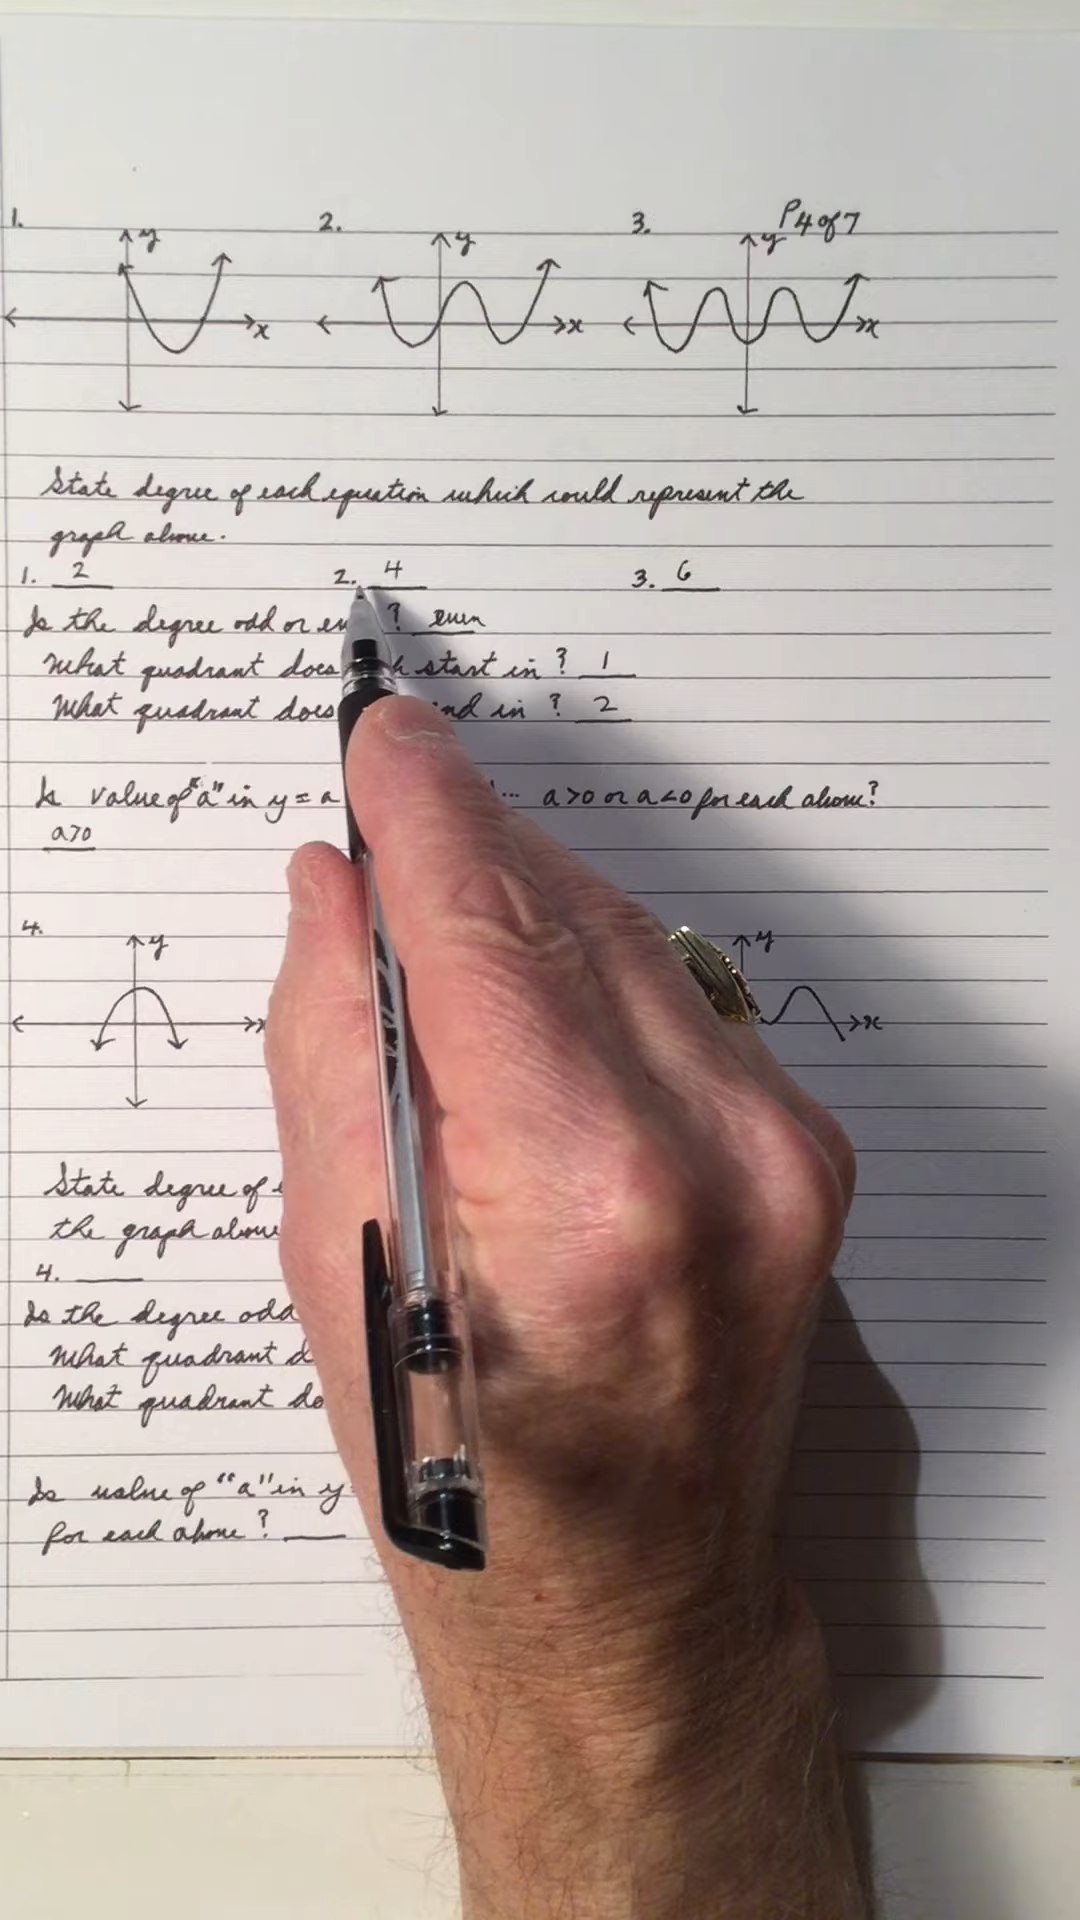 1. 2. 3. P4 of 7
y y y
x x x
State degree of each equation which could represent the
graph above.
1. 2 2. 4 3. 6
Is the degree odd or ? even
What quadrant does start in ? 1
What quadrant does end in ? 2
Is value of "a" in y = a ... a>0 or a<0 for each above?
a>0
4.
y y
x x
State degree of
the graph above
4.
Is the degree odd
What quadrant
What quadrant do
Is value of "a" in y
for each above ?